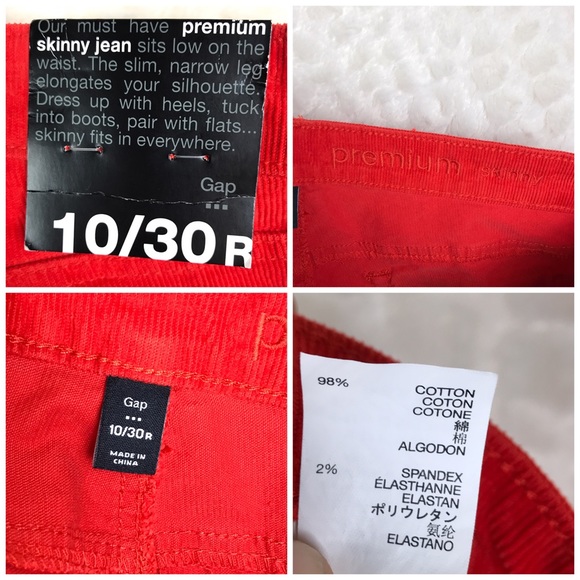 Our must have premium
skinny jean sits low on the
waist. The slim, narrow leg
elongates your silhouette.
Dress up with heels, tuck
into boots, pair with flats...
skinny fits in everywhere.
Gap
10/30 R
premium skinny
Gap
10/30 R
MADE IN
CHINA
98%
COTTON
COTON
COTONE
綿
棉
ALGODON
2%
SPANDEX
ÉLASTHANNE
ELASTAN
ポリウレタン
氨纶
ELASTANO